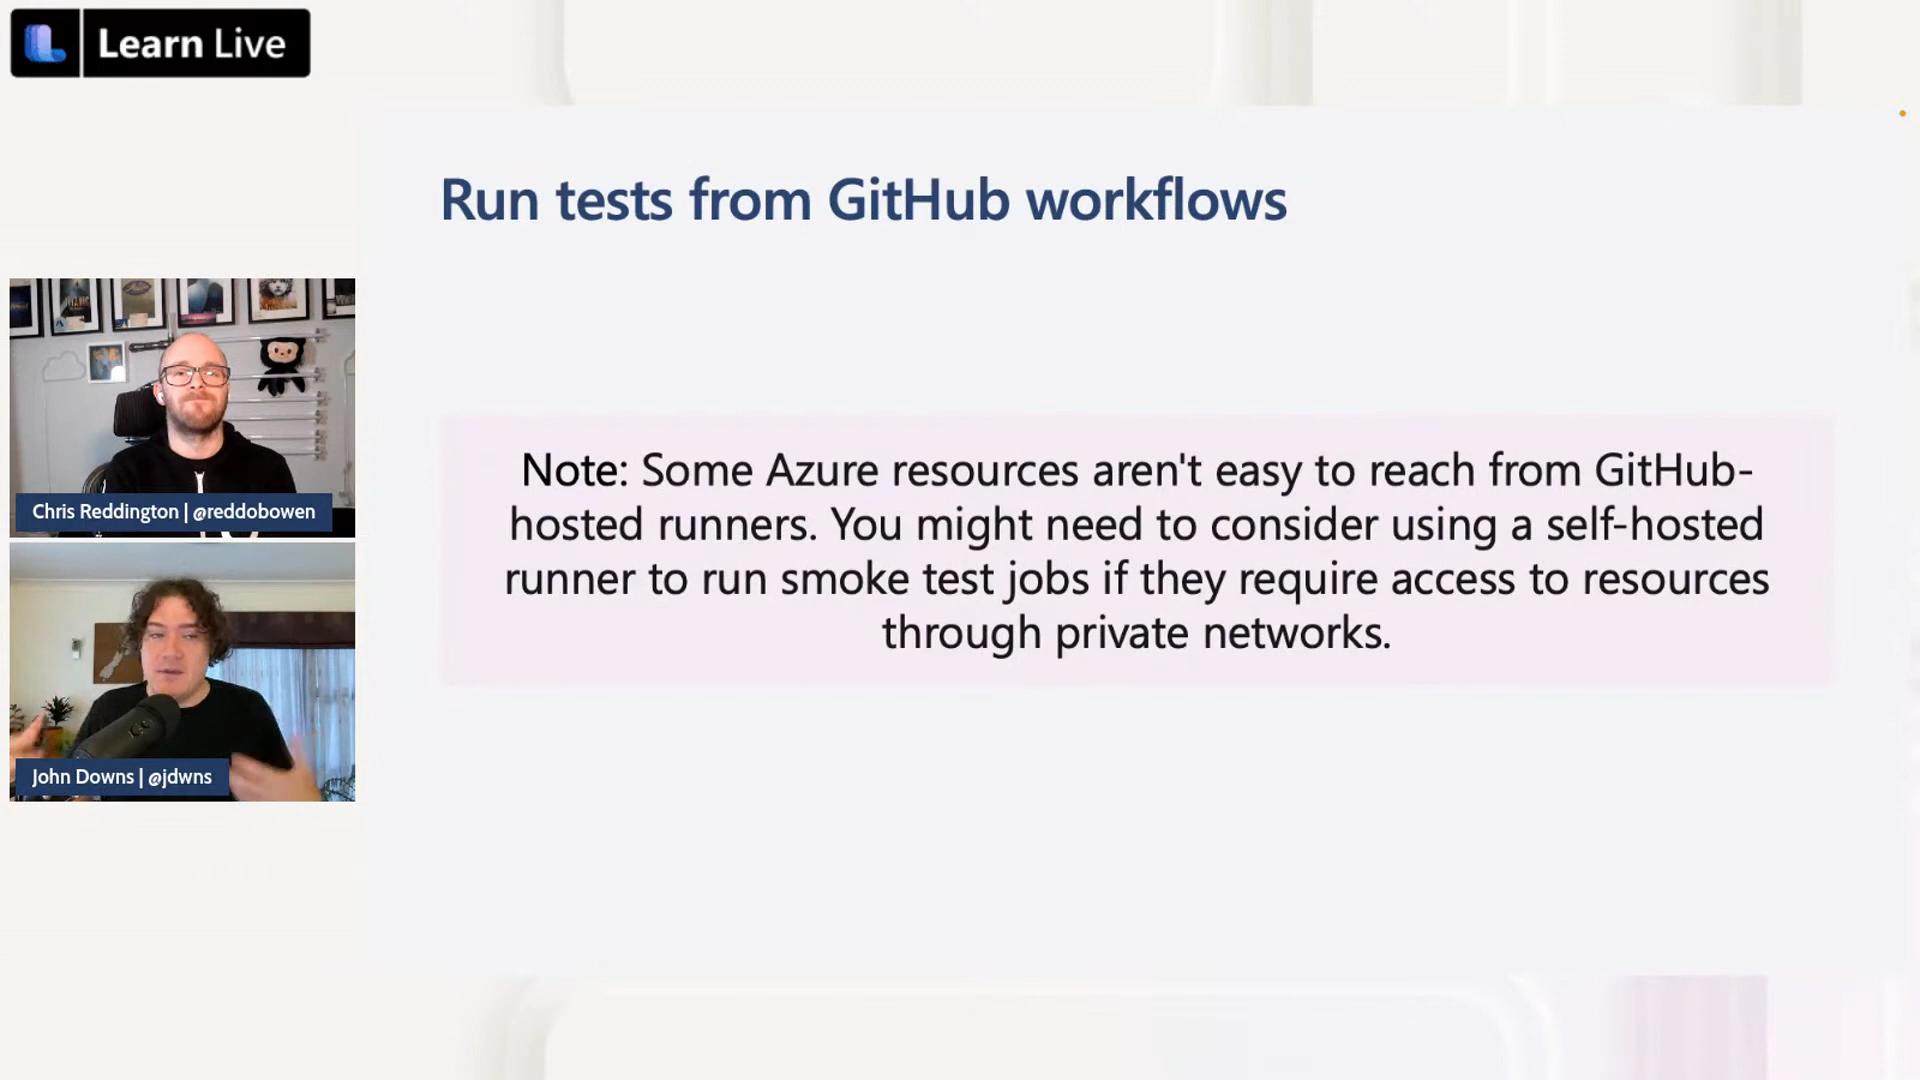 Learn Live
Run tests from GitHub workflows
Note: Some Azure resources aren't easy to reach from GitHub-
hosted runners. You might need to consider using a self-hosted
runner to run smoke test jobs if they require access to resources
through private networks.
Chris Reddington | @reddobowen
John Downs | @jdwns